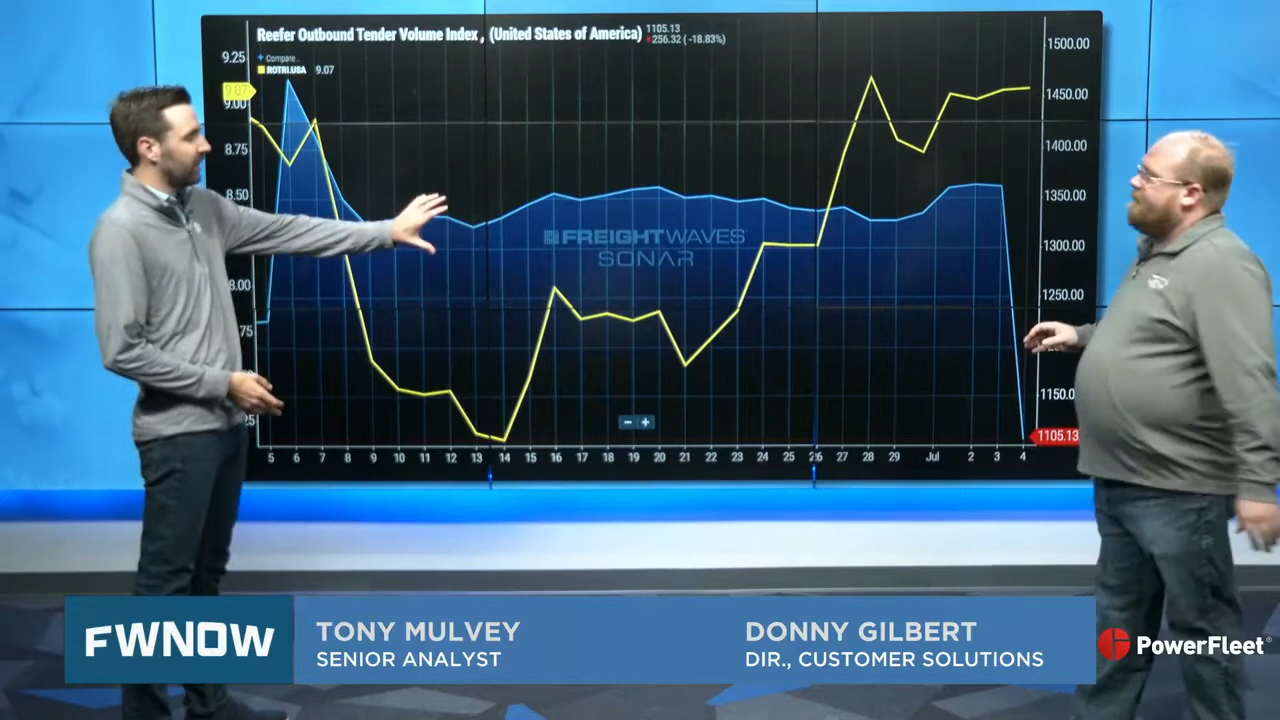 Reefer Outbound Tender Volume Index , (United States of America) 1105.13
256.32 (-18.83%)
+ Compare...
ROTRI.USA 9.07
9.25
9.07
9.00
8.75
8.50
8.00
75
25
1500.00
1450.00
1400.00
1350.00
1300.00
1250.00
1150.00
1105.13
FREIGHTWAVES
SONAR
− +
5 6 7 8 9 10 11 12 13 14 15 16 17 18 19 20 21 22 23 24 25 26 27 28 29 Jul 2 3 4
FWNOW
TONY MULVEY
SENIOR ANALYST
DONNY GILBERT
DIR., CUSTOMER SOLUTIONS
PowerFleet®